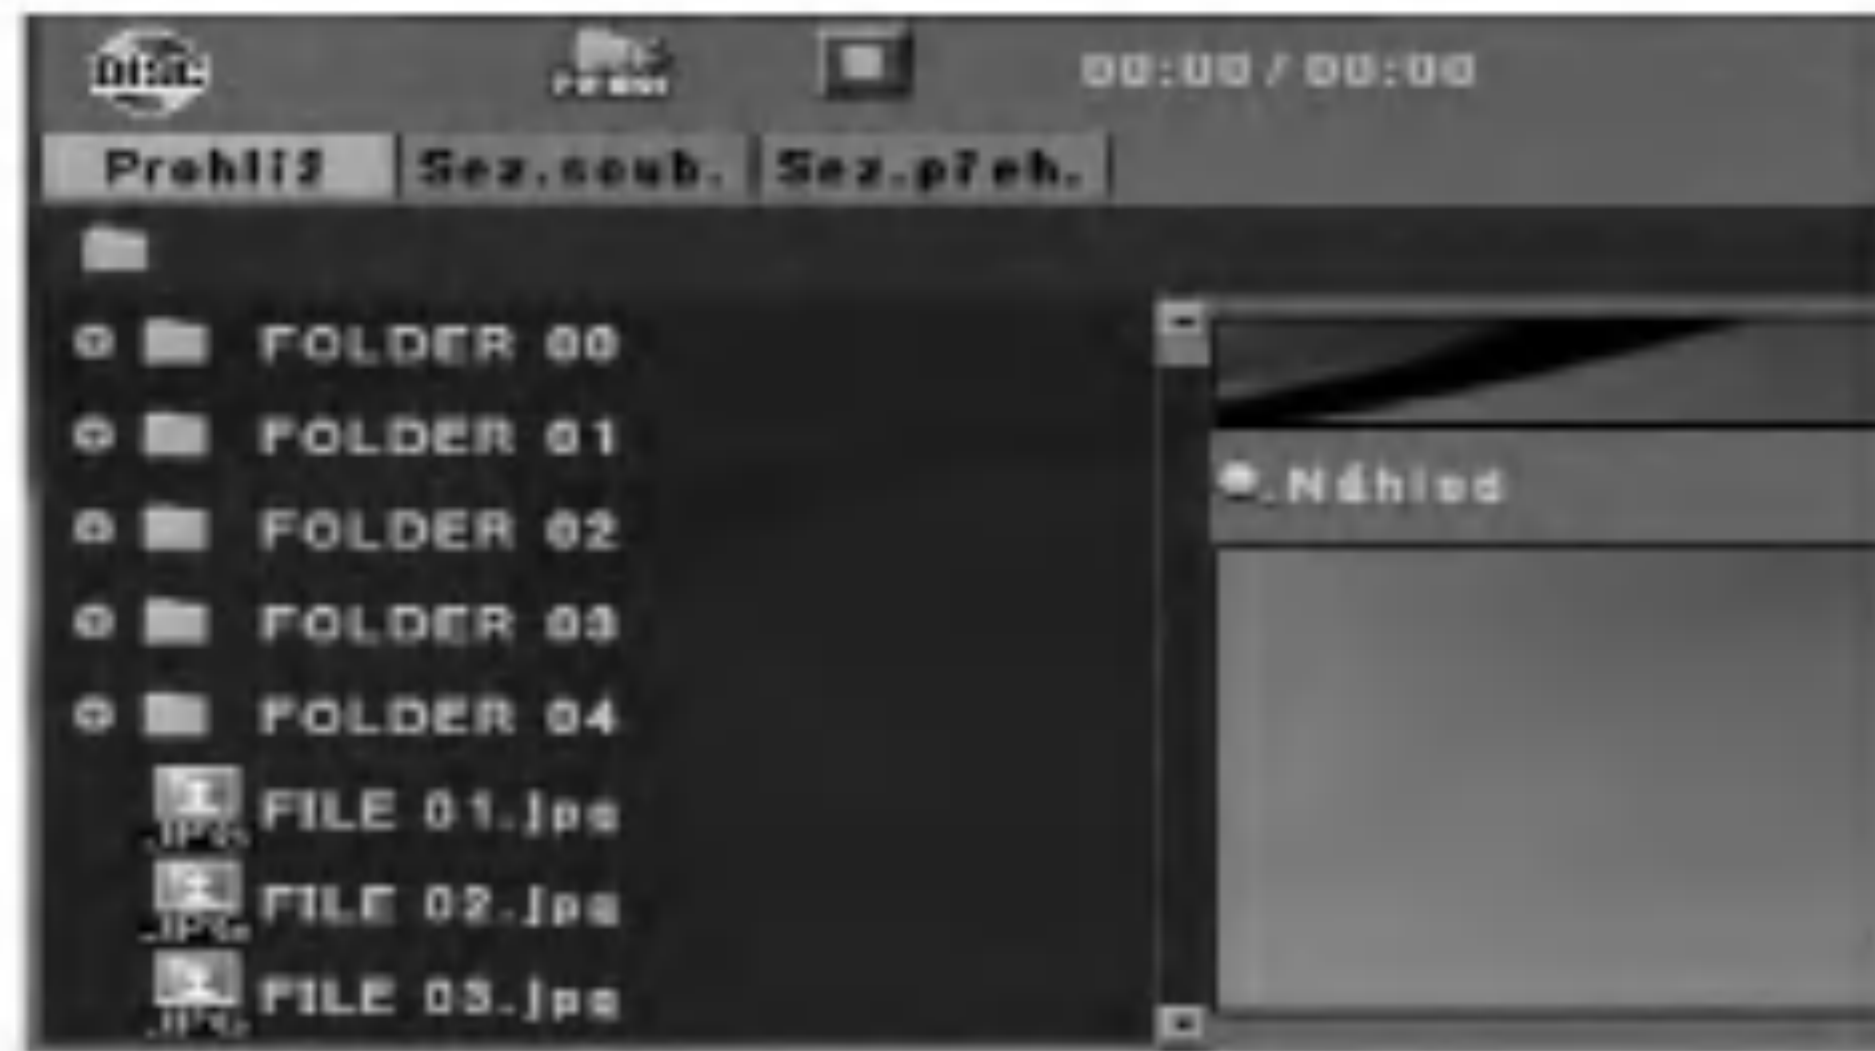 DISC
00:00 / 00:00
Prohlíž
Sez.soub.
Sez.přeh.
FOLDER 00
FOLDER 01
FOLDER 02
FOLDER 03
FOLDER 04
.Náhled
FILE 01.jpg
FILE 02.jpg
FILE 03.jpg